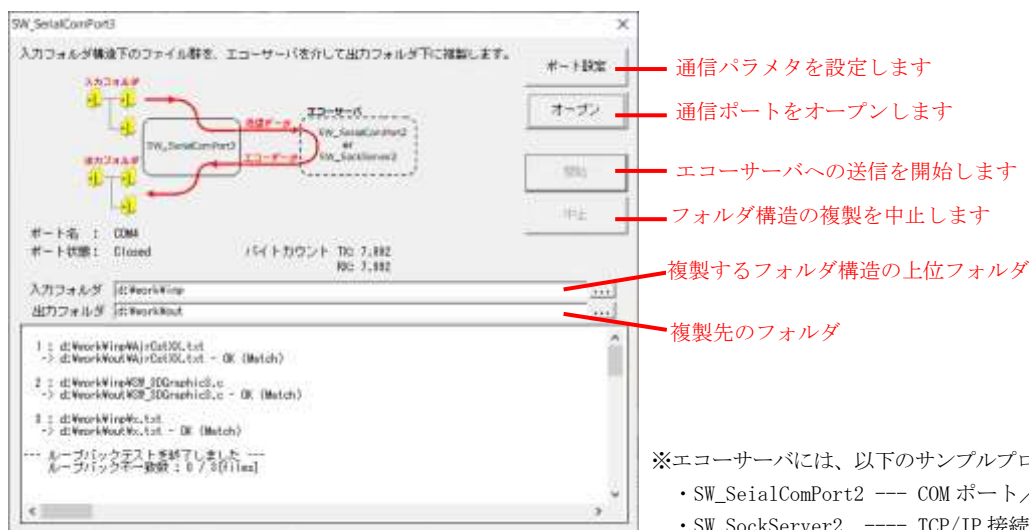 SW_SerialComPort3
入力フォルダ構造下のファイル群を、エコーサーバを介して出力フォルダ下に複製します。
入力フォルダ
出力フォルダ
SW_SerialComPort3
送信データ
エコーデータ
エコーサーバ
SW_SerialComPort2
or
SW_SockServer2
ポート設定
オープン
開始
中止
通信パラメタを設定します
通信ポートをオープンします
エコーサーバへの送信を開始します
フォルダ構造の複製を中止します
複製するフォルダ構造の上位フォルダ
複製先のフォルダ
ポート名 : COM4
ポート状態: Closed
バイトカウント TX: 7,882
RX: 7,882
入力フォルダ d:¥work¥inp ...
出力フォルダ d:¥work¥out ...
1 : d:¥work¥inp¥AirCatXX.txt
-> d:¥work¥out¥AirCatXX.txt - OK (Match)
2 : d:¥work¥inp¥SW_3DGraphic3.c
-> d:¥work¥out¥SW_3DGraphic3.c - OK (Match)
3 : d:¥work¥inp¥x.txt
-> d:¥work¥out¥x.txt - OK (Match)
--- ループバックテストを終了しました ---
ループバック不一致数 : 0 / 3[files]
※エコーサーバには、以下のサンプルプロ
・SW_SeialComPort2 --- COM ポート/
・SW_SockServer2 ---- TCP/IP 接続